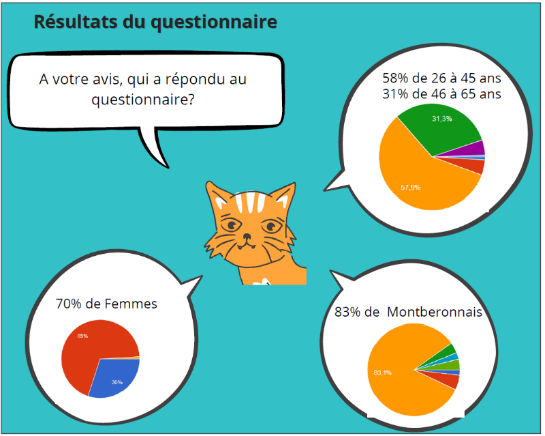 Résultats du questionnaire
A votre avis, qui a répondu au
questionnaire?
58% de 26 à 45 ans
31% de 46 à 65 ans
31,3%
57,9%
70% de Femmes
69%
30%
83% de Montberonnais
83,1%